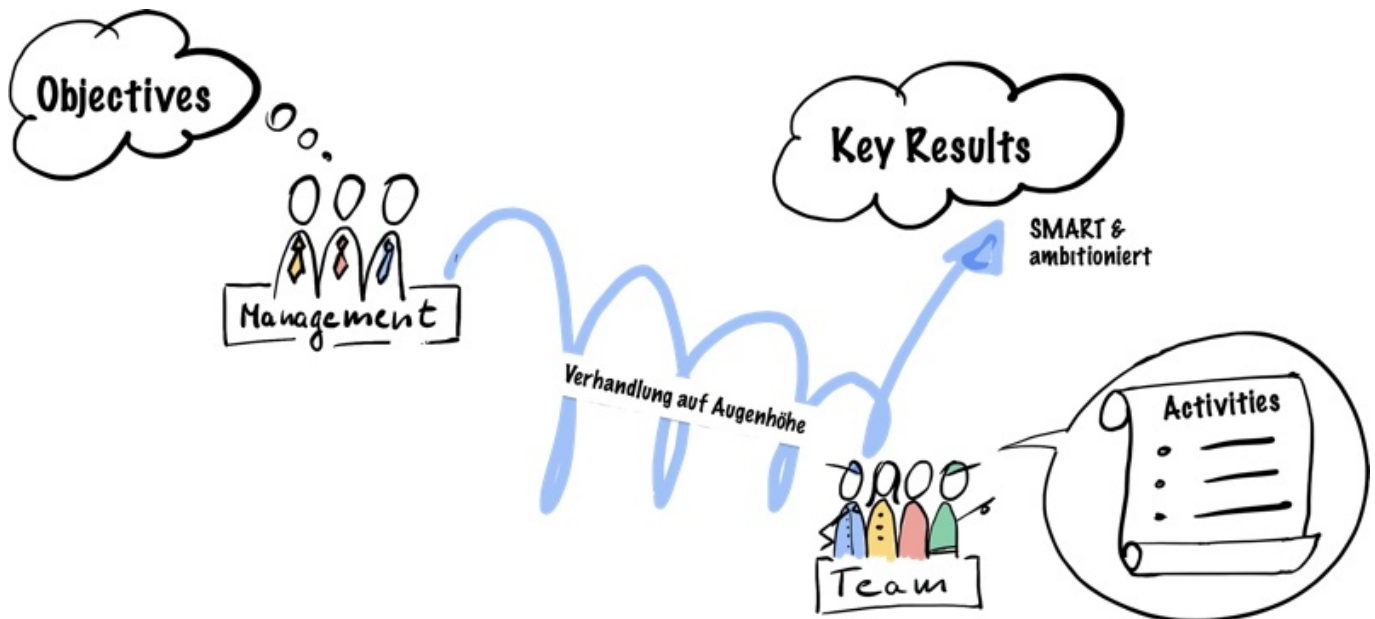 Objectives
Key Results
SMART &
ambitioniert
Management
Verhandlung auf Augenhöhe
Activities
Team